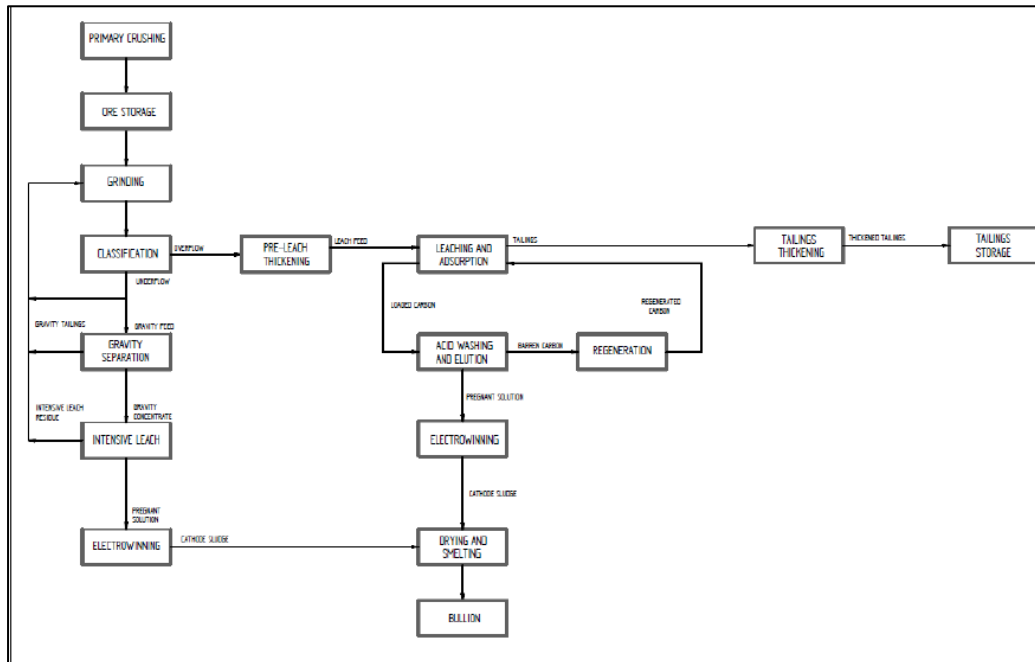 PRIMARY CRUSHING
ORE STORAGE
GRINDING
CLASSIFICATION
OVERFLOW
PRE-LEACH
THICKENING
LEACH FEED
LEACHING AND
ADSORPTION
TAILINGS
TAILINGS
THICKENING
THICKENED TAILINGS
TAILINGS
STORAGE
UNDERFLOW
LOADED CARBON
REGENERATED
CARBON
GRAVITY TAILINGS
GRAVITY FEED
GRAVITY
SEPARATION
ACID WASHING
AND ELUTION
BARREN CARBON
REGENERATION
PREGNANT SOLUTION
INTENSIVE LEACH
RESIDUE
GRAVITY
CONCENTRATE
INTENSIVE LEACH
ELECTROWINNING
CATHODE SLUDGE
PREGNANT
SOLUTION
ELECTROWINNING
CATHODE SLUDGE
DRYING AND
SMELTING
BULLION